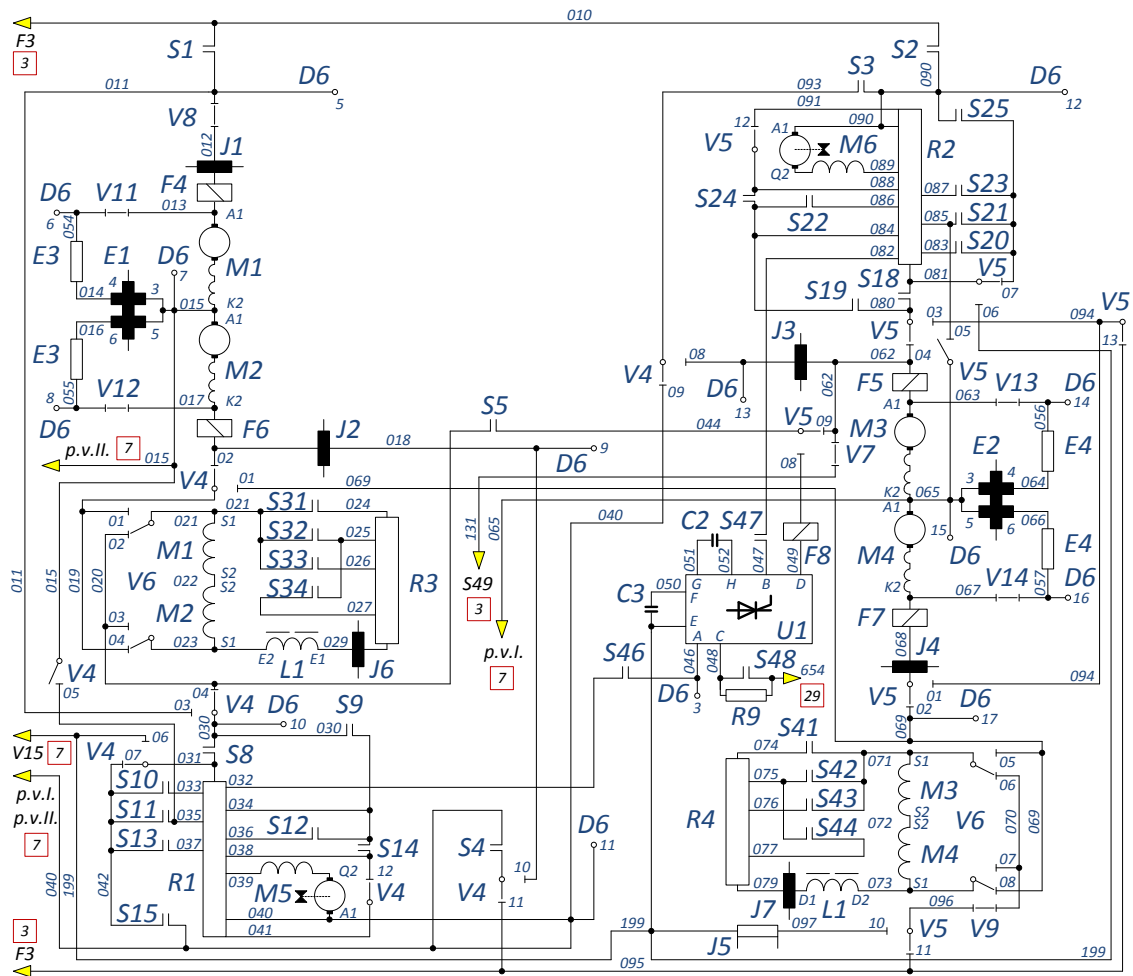 010
F3
3
S1
S2
090
011
D6
5
S3
093
D6
12
V8
012
J1
F4
091
12
A1
090
M6
V5
Q2
089
088
S25
R2
D6
6
V11
013
A1
054
E3
E1
4
3
D6
7
M1
014
015
K2
A1
016
6
5
E3
M2
055
8
V12
017
K2
D6
F6
S24
086
S22
084
082
087
S23
085
S21
083
S20
081
V5
07
S18
S19
080
06
V5
03
094
V5
05
13
J3
08
062
04
V4
09
D6
13
062
F5
V5
V13
D6
A1
063
14
056
M3
E2
E4
3
4
K2
065
064
A1
5
6
066
15
M4
D6
E4
K2
V14
D6
057
067
16
F7
068
J4
S5
044
V5
09
V7
08
p.v.II.
7
015
J2
018
9
D6
02
V4
01
069
040
021
S31
024
01
021
S1
02
M1
S32
025
019
020
V6
022
S2
S2
S33
026
R3
M2
S34
03
027
04
023
S1
029
E2
L1
E1
J6
011
015
131
065
S49
3
p.v.I.
7
C2
S47
051
052
047
049
F8
050
G
H
B
D
F
C3
E
A
C
U1
046
048
S46
S48
654
29
D6
3
R9
V5
01
094
02
D6
17
069
V4
05
03
04
V4
D6
10
S9
030
030
V15
7
V4
06
07
031
S8
S10
033
032
p.v.I.
p.v.II.
7
S11
035
034
S13
037
036
S12
038
S14
039
Q2
12
R1
M5
A1
V4
040
041
S15
040
199
042
S4
10
V4
11
D6
11
S41
074
071
S1
05
075
S42
M3
06
076
S43
S2
R4
072
S2
V6
070
069
S44
077
M4
07
079
073
S1
08
D1
L1
D2
096
J7
097
10
V5
V9
199
J5
11
199
3
F3
095